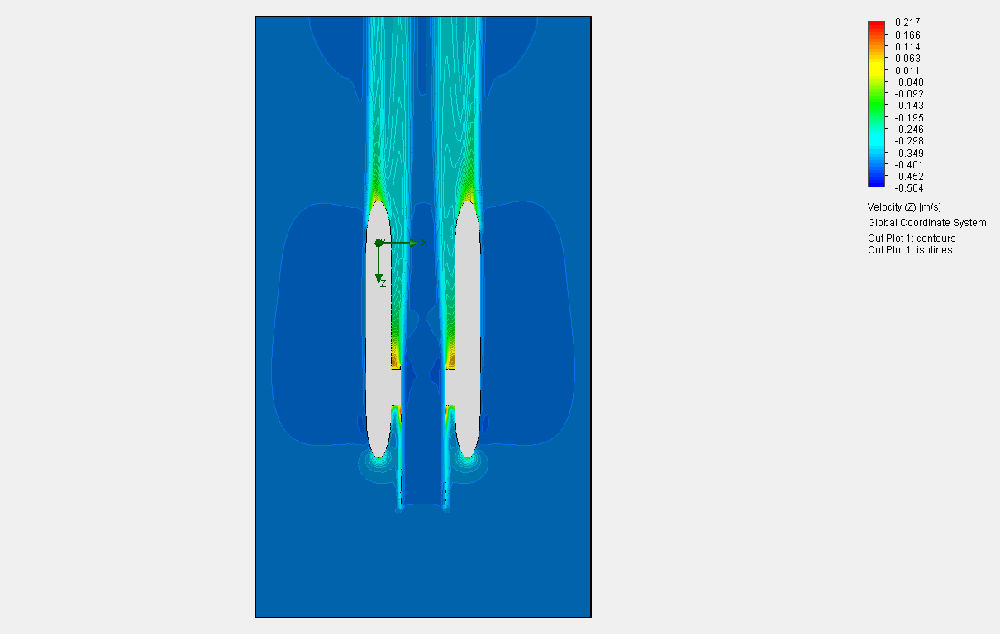 0.217
0.166
0.114
0.063
0.011
-0.040
-0.092
-0.143
-0.195
-0.246
-0.298
-0.349
-0.401
-0.452
-0.504
Velocity (Z) [m/s]
Global Coordinate System
Cut Plot 1: contours
Cut Plot 1: isolines
Y
X
Z